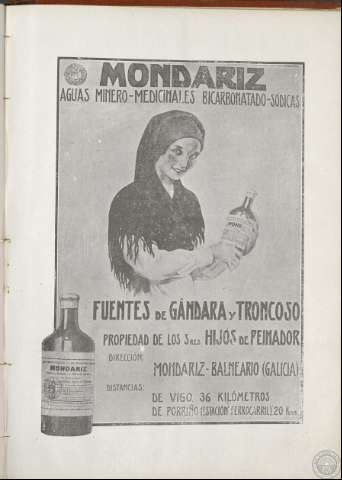 MONDARIZ
AGUAS MINERO-MEDICINALES BICARBONATADO-SÓDICAS
FUENTES DE GÁNDARA Y TRONCOSO
PROPIEDAD DE LOS SRES. HIJOS DE PEINADOR
DIRECCIÓN:
MONDARIZ-BALNEARIO (GALICIA)
DISTANCIAS:
DE VIGO, 36 KILÓMETROS
DE PORRIÑO (ESTACIÓN FERROCARRIL) 20 Km.
MONDARIZ